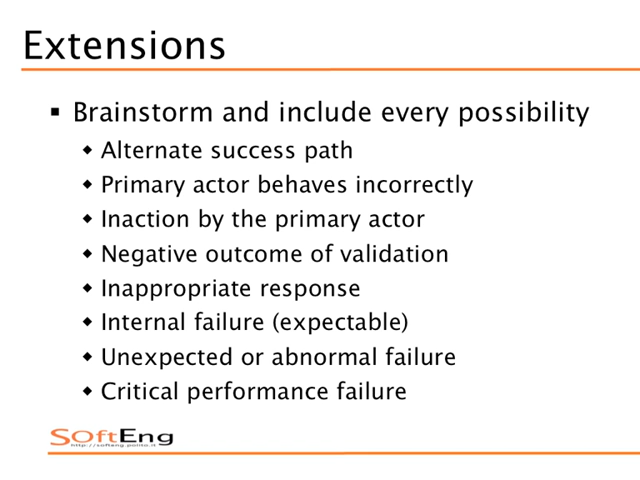 Extensions
▪ Brainstorm and include every possibility
◆ Alternate success path
◆ Primary actor behaves incorrectly
◆ Inaction by the primary actor
◆ Negative outcome of validation
◆ Inappropriate response
◆ Internal failure (expectable)
◆ Unexpected or abnormal failure
◆ Critical performance failure
SOftEng
http://softeng.polito.it